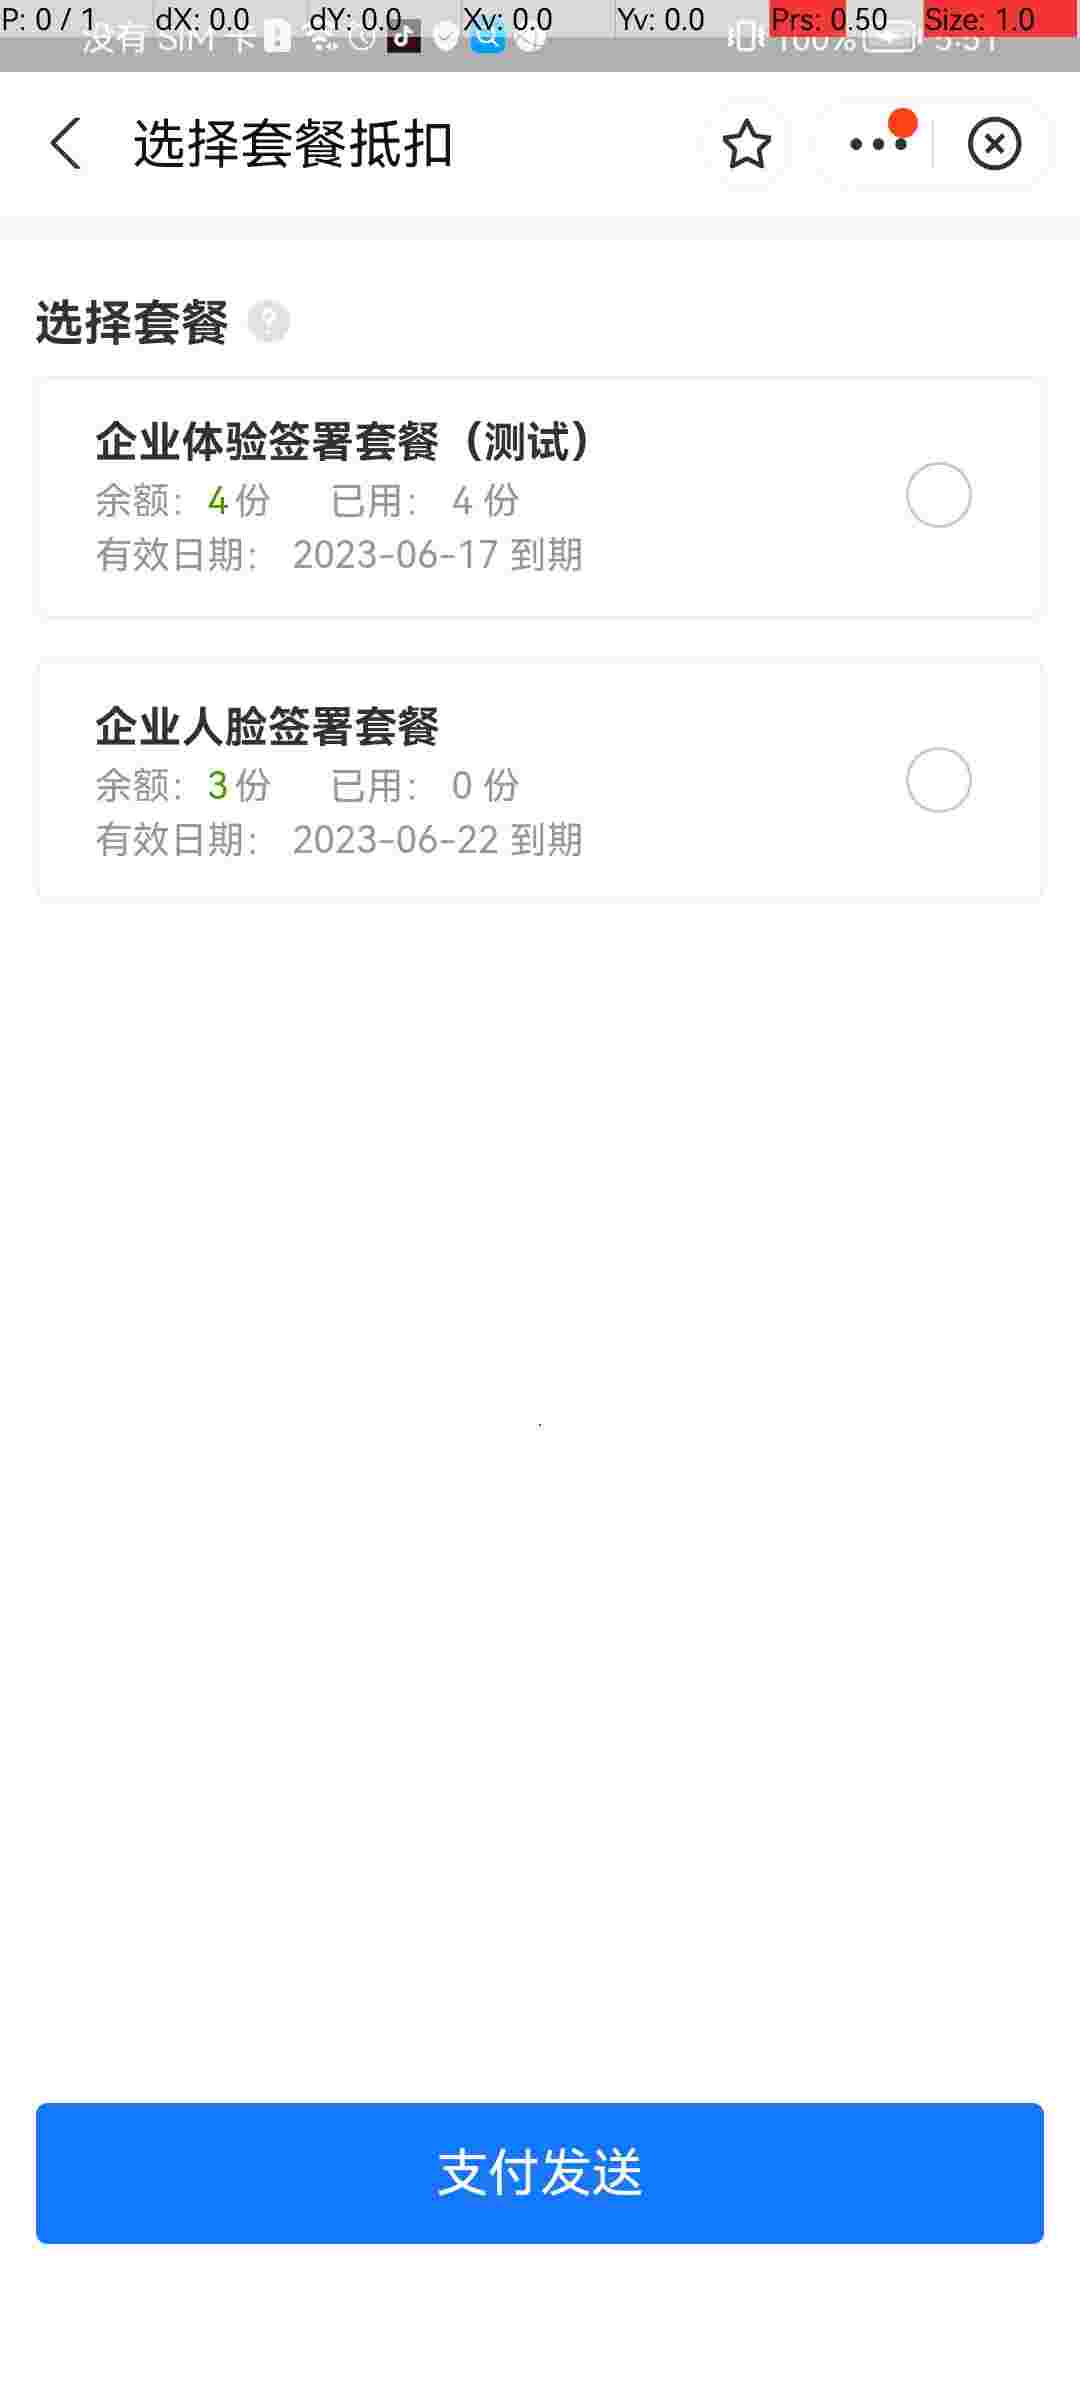 P: 0 / 1 dX: 0.0 dY: 0.0 Xv: 0.0 Yv: 0.0 Prs: 0.50 Size: 1.0
没有 SIM 卡 100% 5:31
选择套餐抵扣
选择套餐 ?
企业体验签署套餐（测试）
余额： 4 份 已用： 4 份
有效日期： 2023-06-17 到期
企业人脸签署套餐
余额： 3 份 已用： 0 份
有效日期： 2023-06-22 到期
支付发送